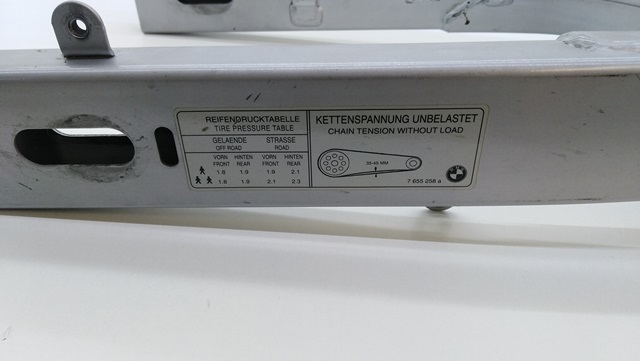 REIFENDRUCKTABELLE
TIRE PRESSURE TABLE
GELAENDE STRASSE
OFF ROAD ROAD
VORN HINTEN VORN HINTEN
FRONT REAR FRONT REAR
1.8 1.9 1.9 2.1
1.8 1.9 2.1 2.3
KETTENSPANNUNG UNBELASTET
CHAIN TENSION WITHOUT LOAD
35-45 MM
7 655 258 a